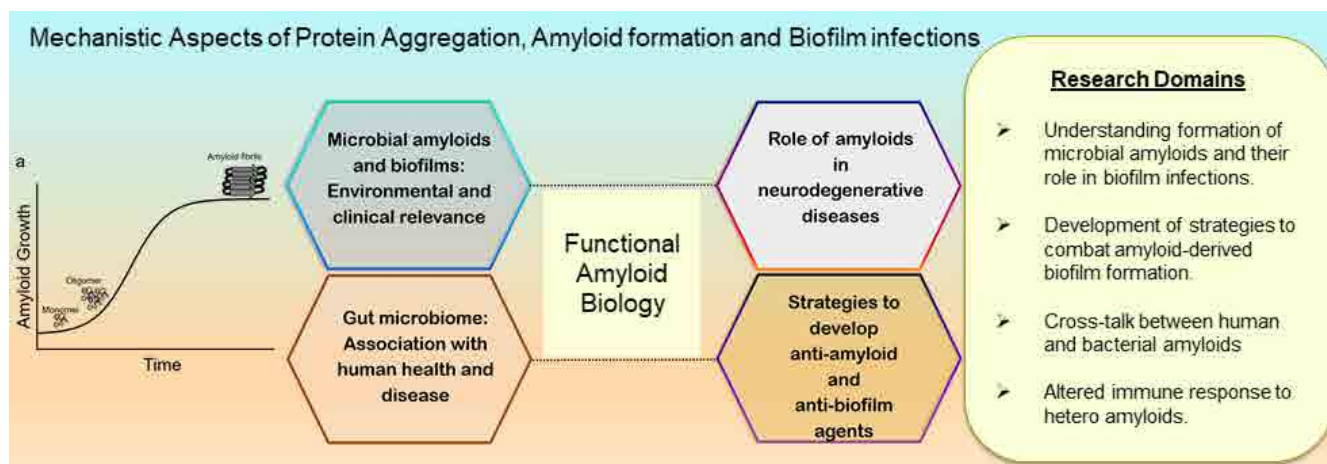 Mechanistic Aspects of Protein Aggregation, Amyloid formation and Biofilm infections
a
Amyloid fibrils
Oligomer
Monomer
Amyloid Growth
Time
Microbial amyloids
and biofilms:
Environmental and
clinical relevance
Gut microbiome:
Association with
human health and
disease
Functional
Amyloid
Biology
Role of amyloids
in
neurodegenerative
diseases
Strategies to
develop
anti-amyloid
and
anti-biofilm
agents
Research Domains
➤ Understanding formation of
microbial amyloids and their
role in biofilm infections.
➤ Development of strategies to
combat amyloid-derived
biofilm formation.
➤ Cross-talk between human
and bacterial amyloids
➤ Altered immune response to
hetero amyloids.